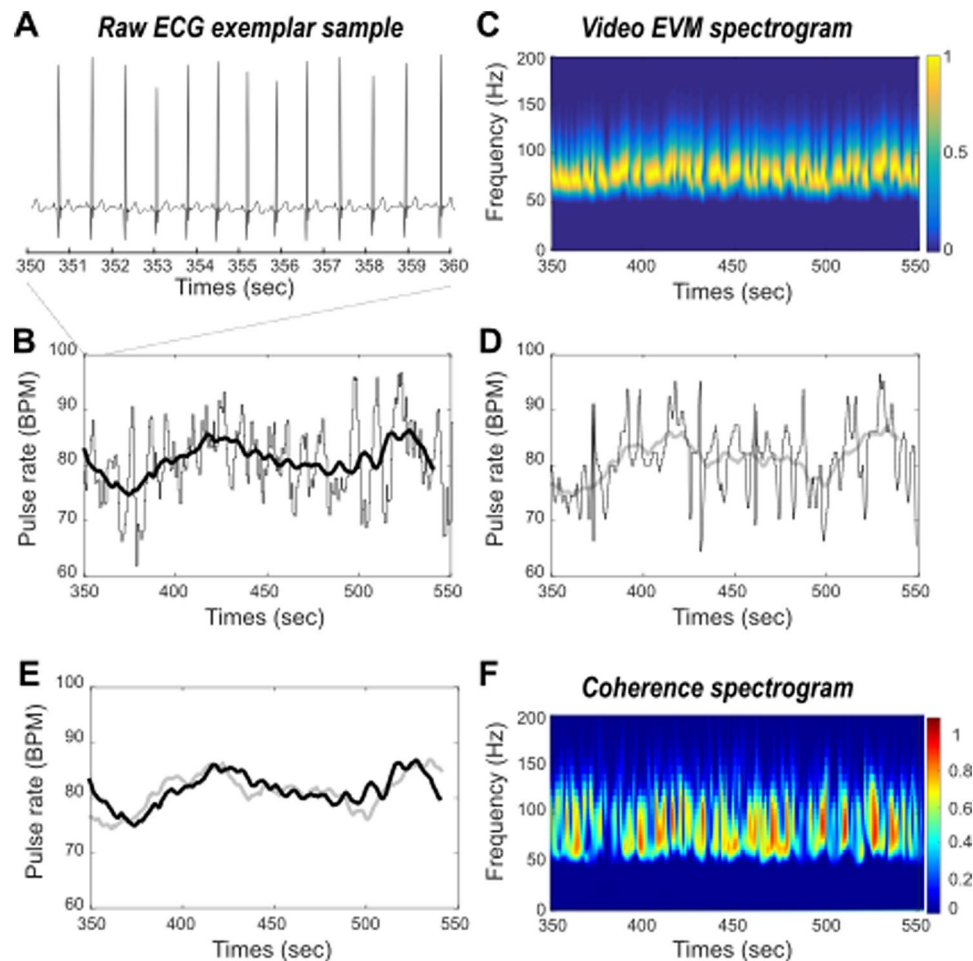 A Raw ECG exemplar sample
350 351 352 353 354 355 356 357 358 359 360
Times (sec)
C Video EVM spectrogram
Frequency (Hz)
200
150
100
50
0
350 400 450 500 550
Times (sec)
1
0.5
0
B
Pulse rate (BPM)
100
90
80
70
60
350 400 450 500 550
Times (sec)
D
Pulse rate (BPM)
100
90
80
70
60
350 400 450 500 550
Times (sec)
E
Pulse rate (BPM)
100
90
80
70
60
350 400 450 500 550
Times (sec)
F Coherence spectrogram
Frequency (Hz)
200
150
100
50
0
350 400 450 500 550
Times (sec)
1
0.8
0.6
0.4
0.2
0